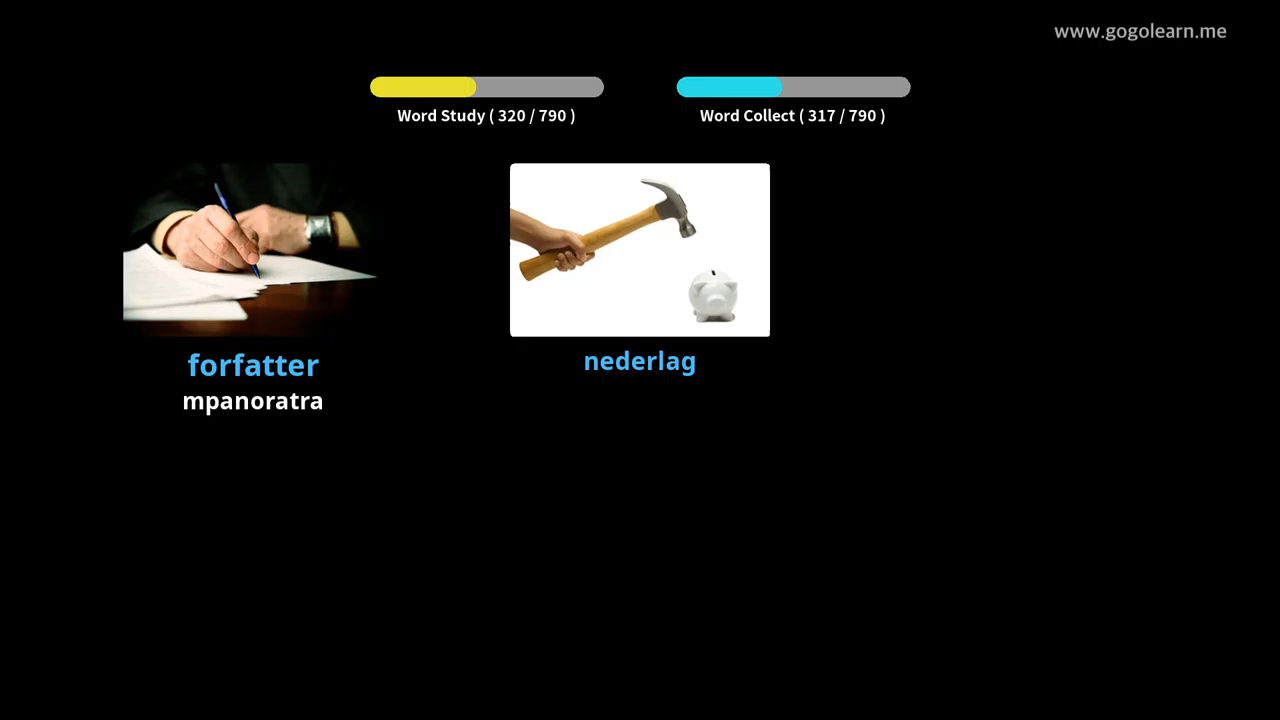 www.gogolearn.me
Word Study ( 320 / 790 )
Word Collect ( 317 / 790 )
forfatter
mpanoratra
nederlag